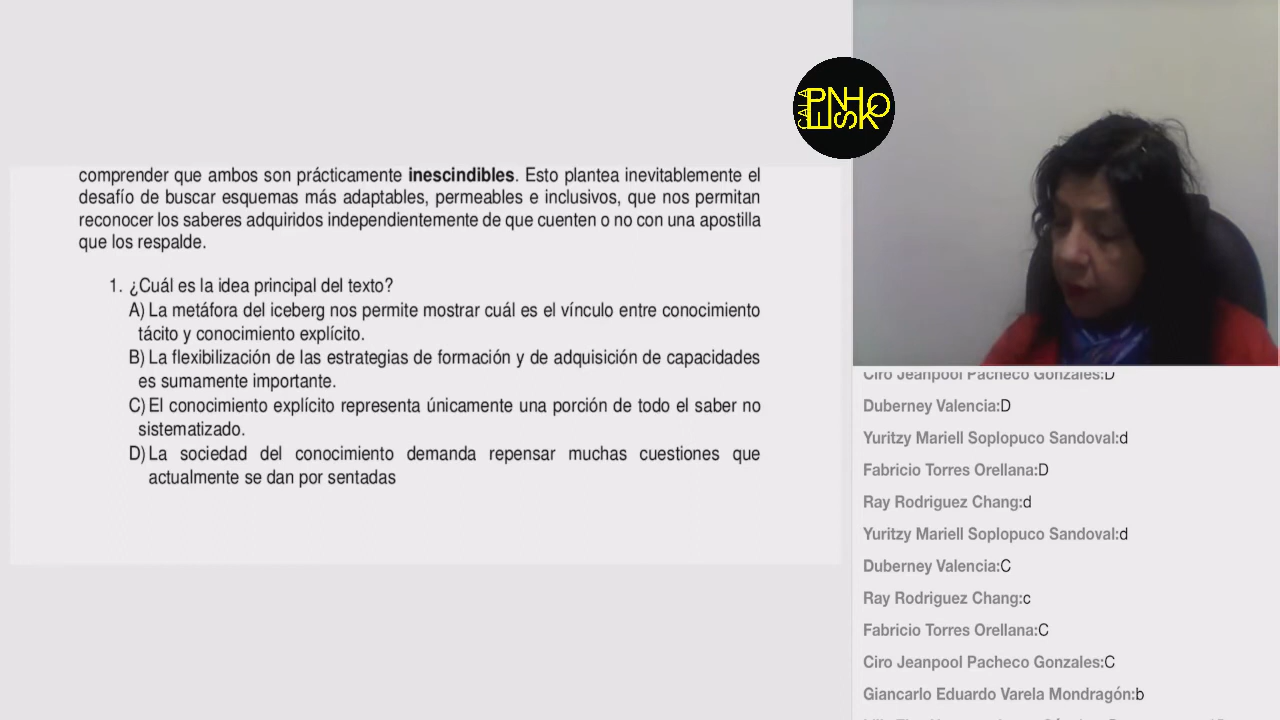 CALA
PENSHKO
comprender que ambos son prácticamente inescindibles. Esto plantea inevitablemente el
desafío de buscar esquemas más adaptables, permeables e inclusivos, que nos permitan
reconocer los saberes adquiridos independientemente de que cuenten o no con una apostilla
que los respalde.
1. ¿Cuál es la idea principal del texto?
A) La metáfora del iceberg nos permite mostrar cuál es el vínculo entre conocimiento
tácito y conocimiento explícito.
B) La flexibilización de las estrategias de formación y de adquisición de capacidades
es sumamente importante.
C) El conocimiento explícito representa únicamente una porción de todo el saber no
sistematizado.
D) La sociedad del conocimiento demanda repensar muchas cuestiones que
actualmente se dan por sentadas
Ciro Jeanpool Pacheco Gonzales:D
Duberney Valencia:D
Yuritzy Mariell Soplopuco Sandoval:d
Fabricio Torres Orellana:D
Ray Rodriguez Chang:d
Yuritzy Mariell Soplopuco Sandoval:d
Duberney Valencia:C
Ray Rodriguez Chang:c
Fabricio Torres Orellana:C
Ciro Jeanpool Pacheco Gonzales:C
Giancarlo Eduardo Varela Mondragón:b